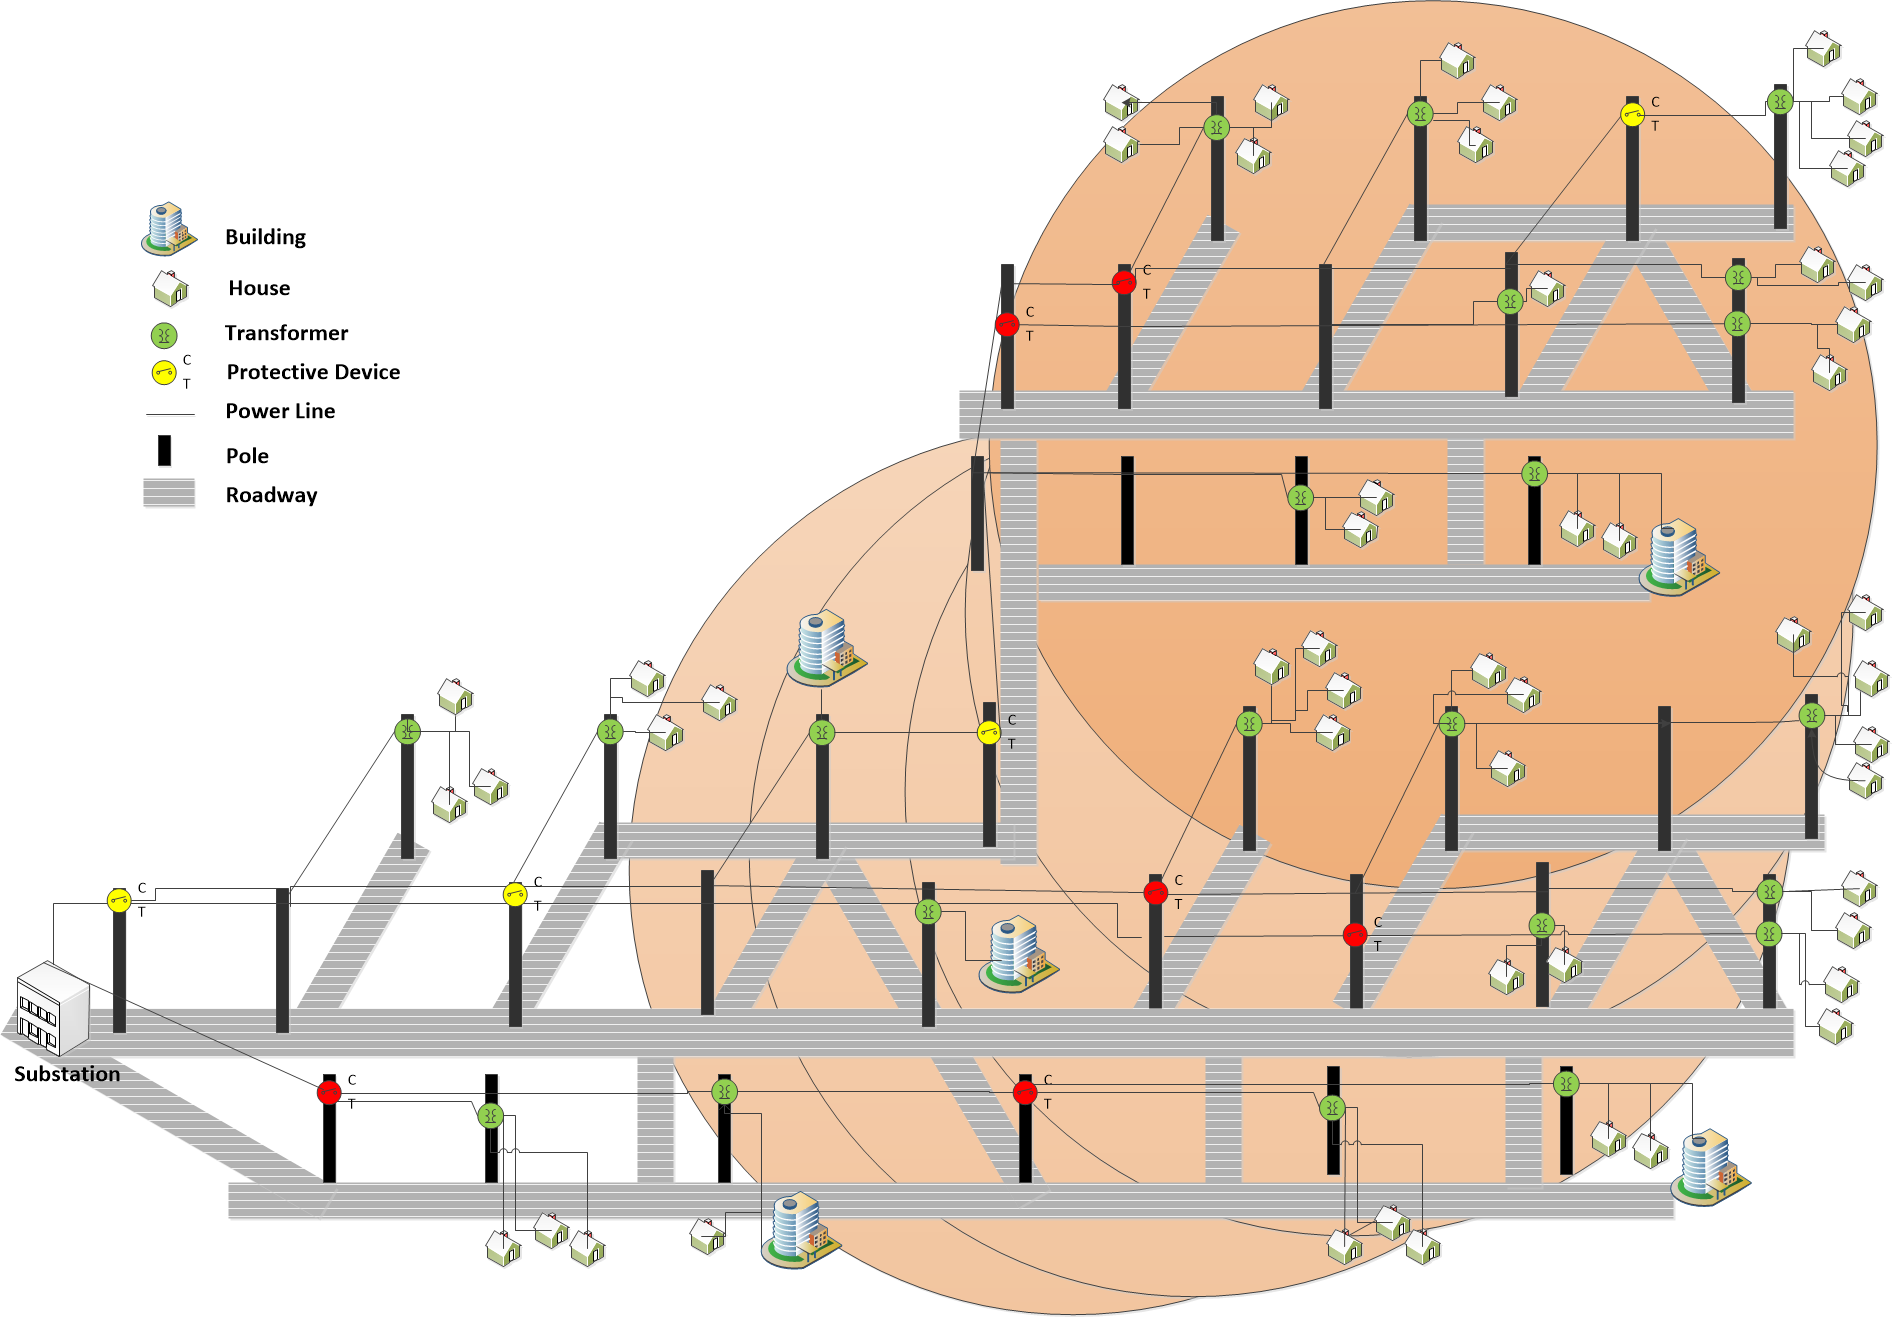 C
T
C
T
C
T
Building
House
Transformer
C
Protective Device
T
Power Line
Pole
Roadway
C
T
C
T
C
T
C
T
C
T
Substation
C
T
C
T